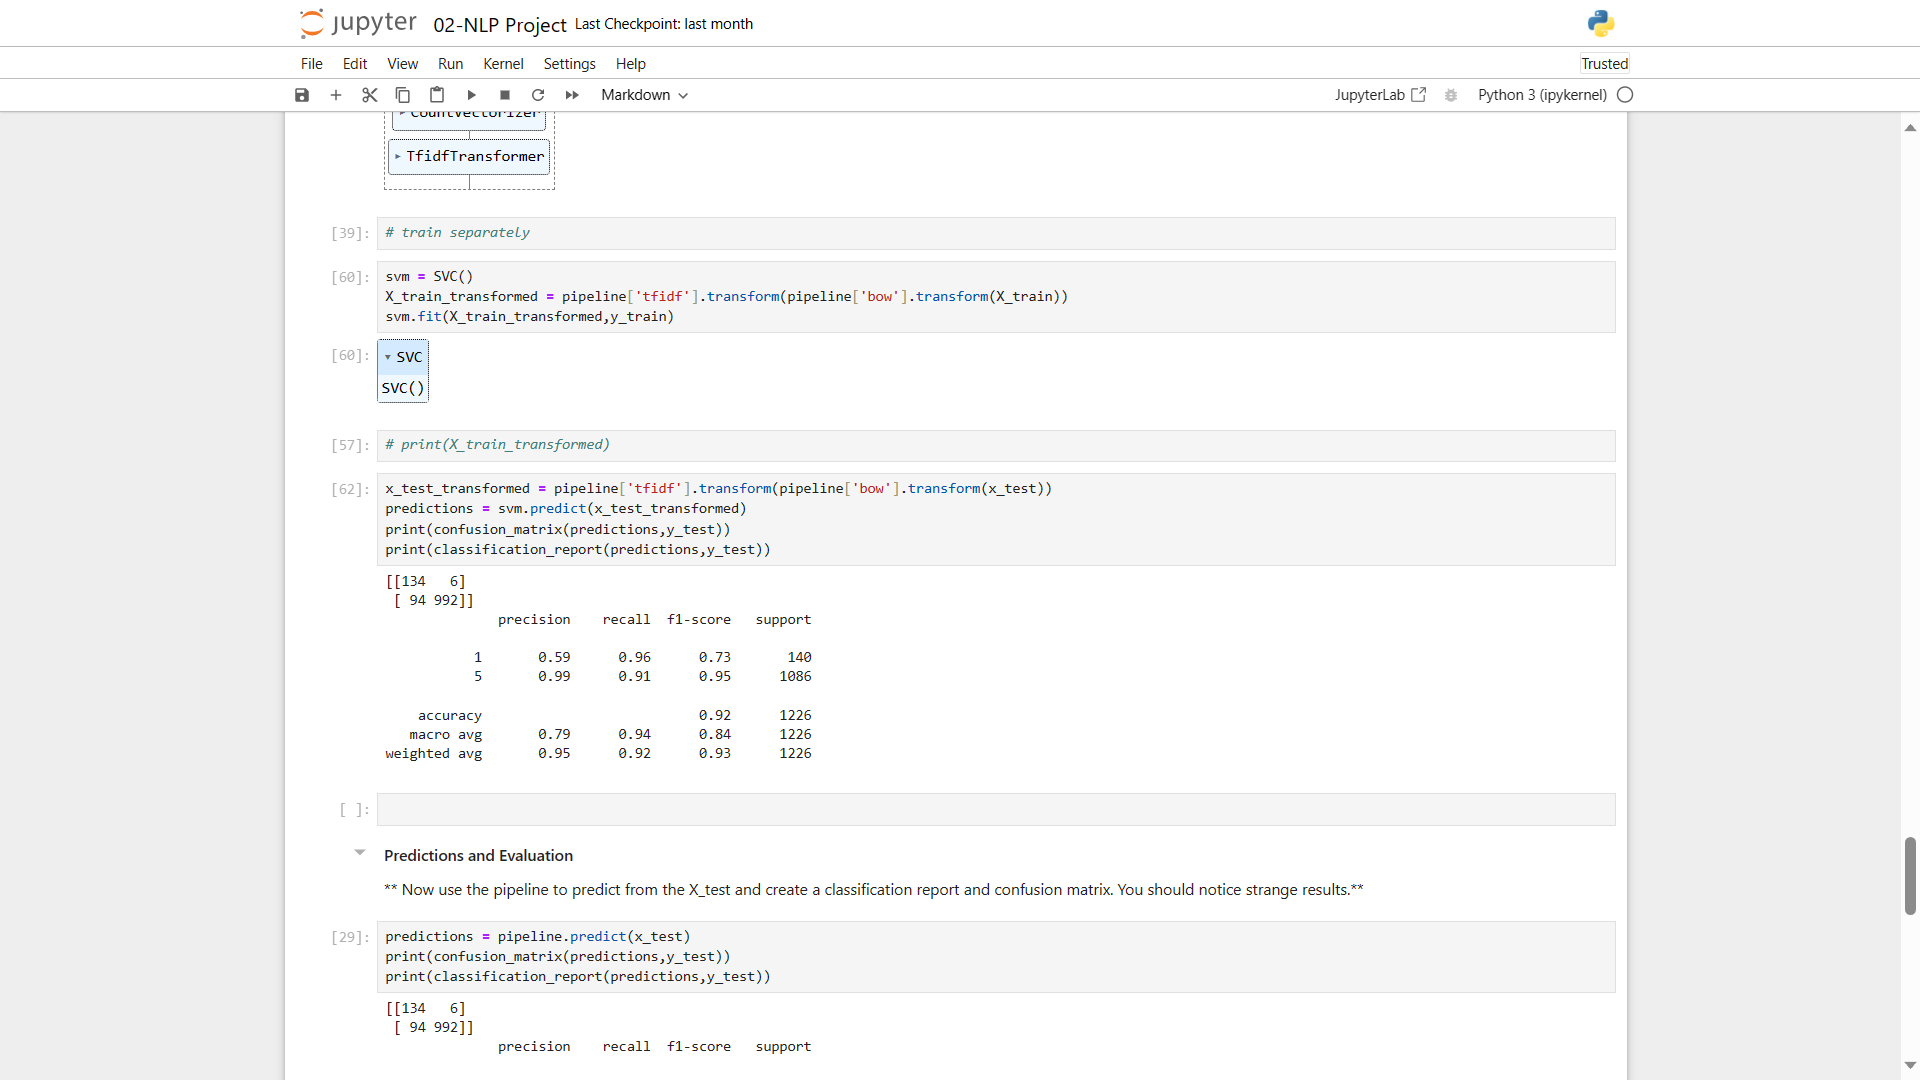 jupyter 02-NLP Project Last Checkpoint: last month
File Edit View Run Kernel Settings Help Trusted
Markdown JupyterLab Python 3 (ipykernel)
CountVectorizer
TfidfTransformer
[39]: # train separately
[60]: svm = SVC()
X_train_transformed = pipeline['tfidf'].transform(pipeline['bow'].transform(X_train))
svm.fit(X_train_transformed,y_train)
[60]: SVC
SVC()
[57]: # print(X_train_transformed)
[62]: x_test_transformed = pipeline['tfidf'].transform(pipeline['bow'].transform(x_test))
predictions = svm.predict(x_test_transformed)
print(confusion_matrix(predictions,y_test))
print(classification_report(predictions,y_test))
[[134   6]
 [ 94 992]]
              precision    recall  f1-score   support
           1       0.59      0.96      0.73       140
           5       0.99      0.91      0.95      1086
    accuracy                           0.92      1226
   macro avg       0.79      0.94      0.84      1226
weighted avg       0.95      0.92      0.93      1226
[ ]:
Predictions and Evaluation
** Now use the pipeline to predict from the X_test and create a classification report and confusion matrix. You should notice strange results.**
[29]: predictions = pipeline.predict(x_test)
print(confusion_matrix(predictions,y_test))
print(classification_report(predictions,y_test))
[[134   6]
 [ 94 992]]
              precision    recall  f1-score   support